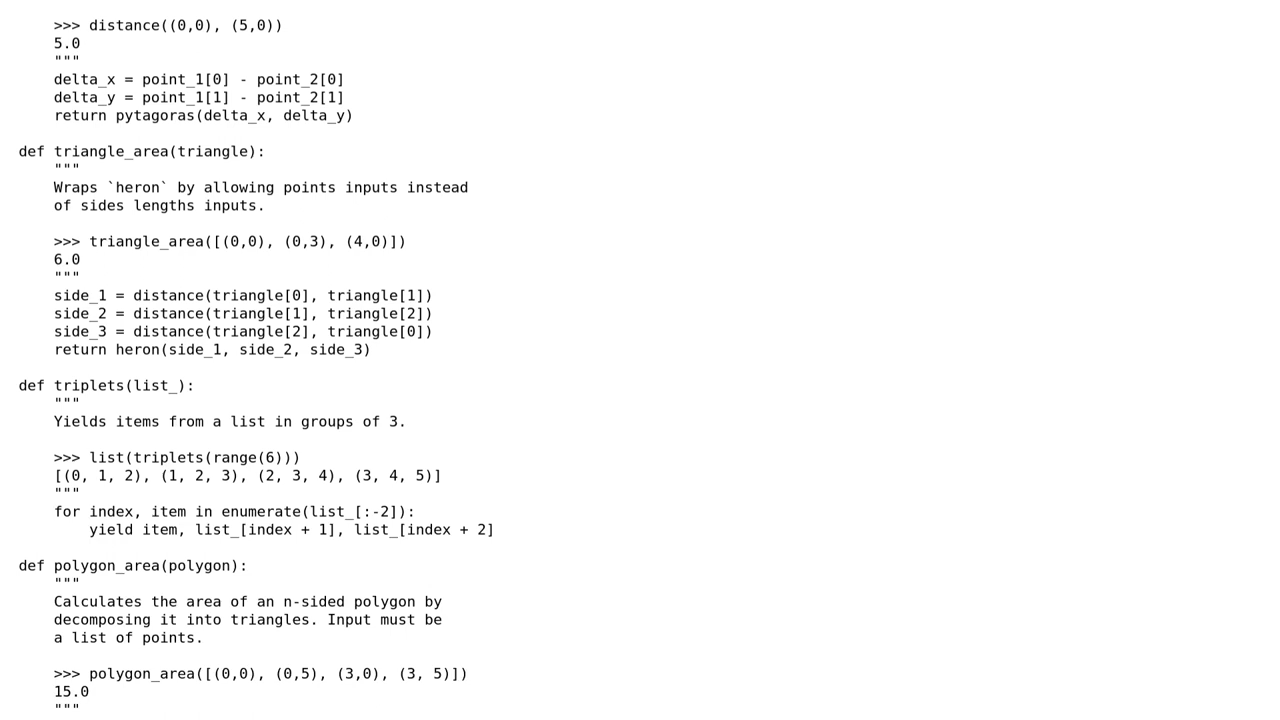 >>> distance((0,0), (5,0))
    5.0
    """
    delta_x = point_1[0] - point_2[0]
    delta_y = point_1[1] - point_2[1]
    return pytagoras(delta_x, delta_y)

def triangle_area(triangle):
    """
    Wraps `heron` by allowing points inputs instead
    of sides lengths inputs.

    >>> triangle_area([(0,0), (0,3), (4,0)])
    6.0
    """
    side_1 = distance(triangle[0], triangle[1])
    side_2 = distance(triangle[1], triangle[2])
    side_3 = distance(triangle[2], triangle[0])
    return heron(side_1, side_2, side_3)

def triplets(list_):
    """
    Yields items from a list in groups of 3.

    >>> list(triplets(range(6)))
    [(0, 1, 2), (1, 2, 3), (2, 3, 4), (3, 4, 5)]
    """
    for index, item in enumerate(list_[:-2]):
        yield item, list_[index + 1], list_[index + 2]

def polygon_area(polygon):
    """
    Calculates the area of an n-sided polygon by
    decomposing it into triangles. Input must be
    a list of points.

    >>> polygon_area([(0,0), (0,5), (3,0), (3, 5)])
    15.0
    """